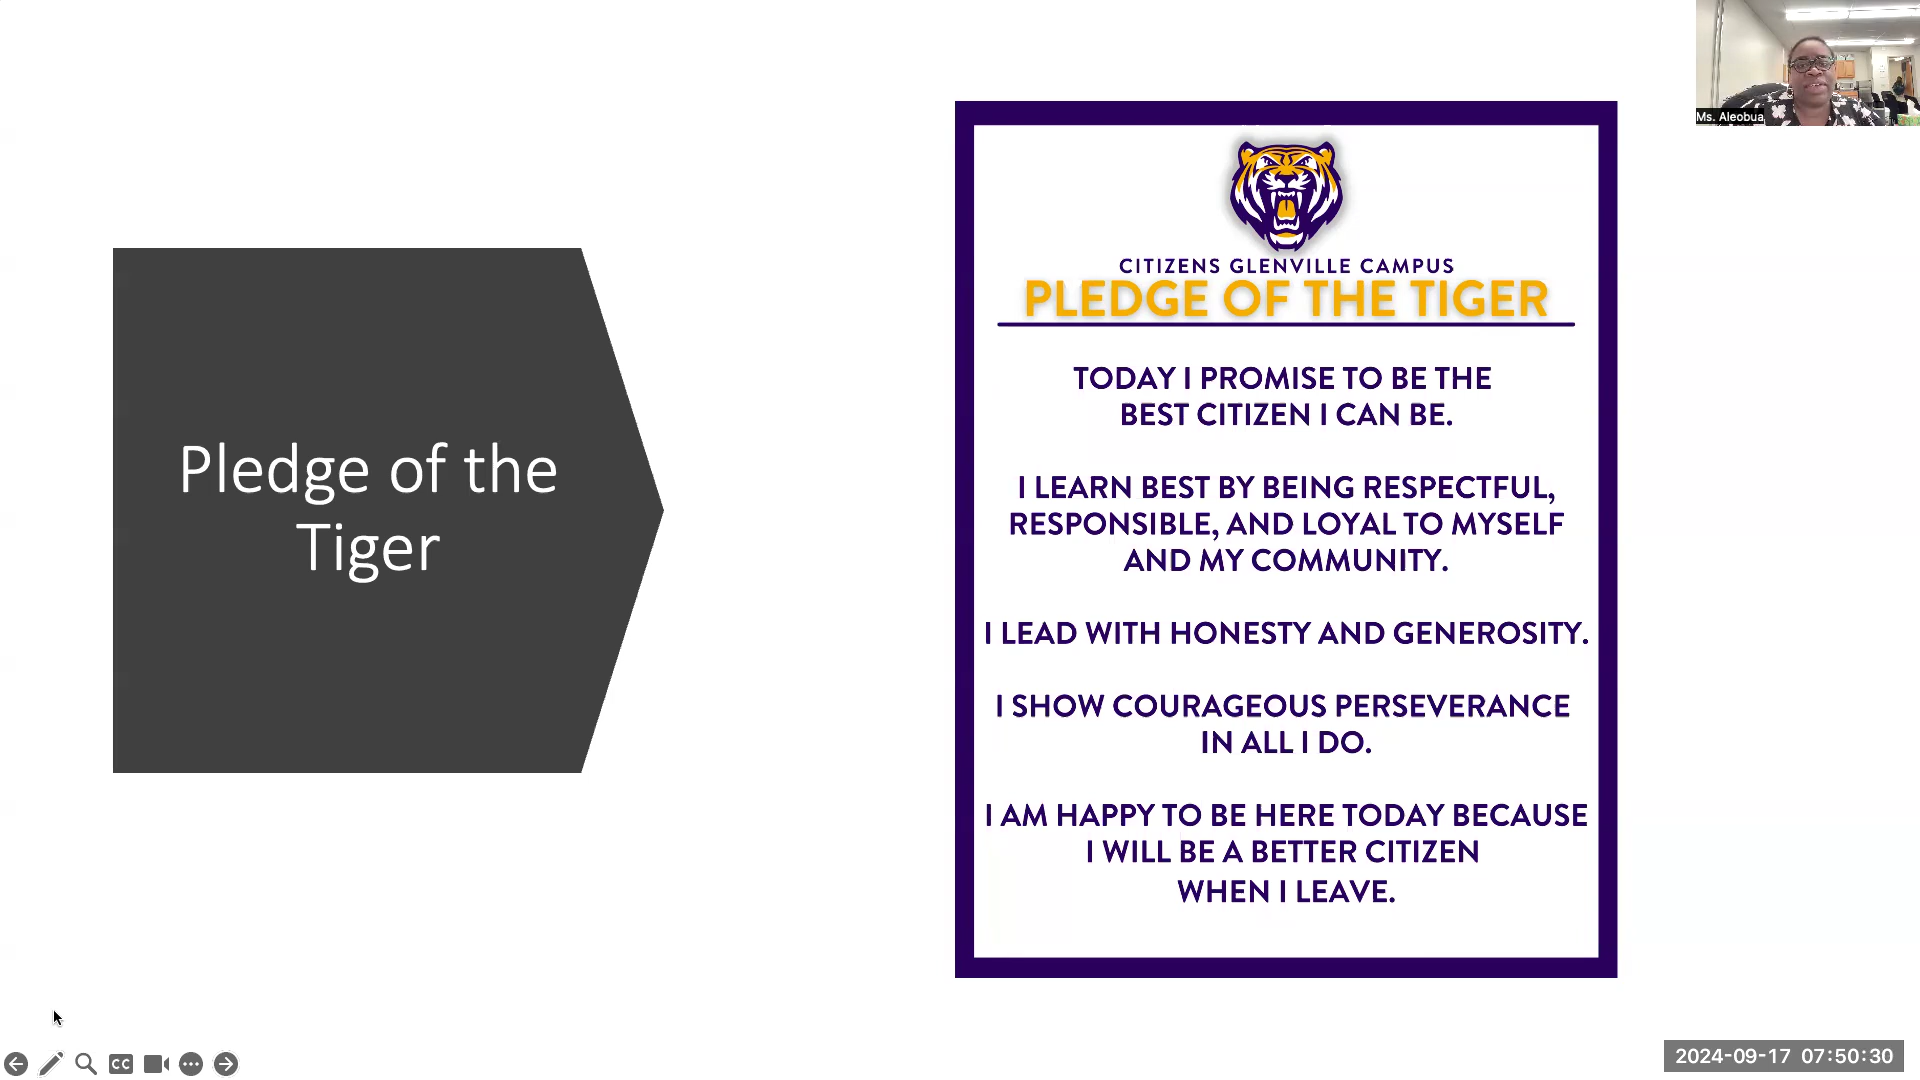 Ms. Aleobua
Pledge of the
Tiger
CITIZENS GLENVILLE CAMPUS
PLEDGE OF THE TIGER
TODAY I PROMISE TO BE THE
BEST CITIZEN I CAN BE.
I LEARN BEST BY BEING RESPECTFUL,
RESPONSIBLE, AND LOYAL TO MYSELF
AND MY COMMUNITY.
I LEAD WITH HONESTY AND GENEROSITY.
I SHOW COURAGEOUS PERSEVERANCE
IN ALL I DO.
I AM HAPPY TO BE HERE TODAY BECAUSE
I WILL BE A BETTER CITIZEN
WHEN I LEAVE.
CC
2024-09-17 07:50:30